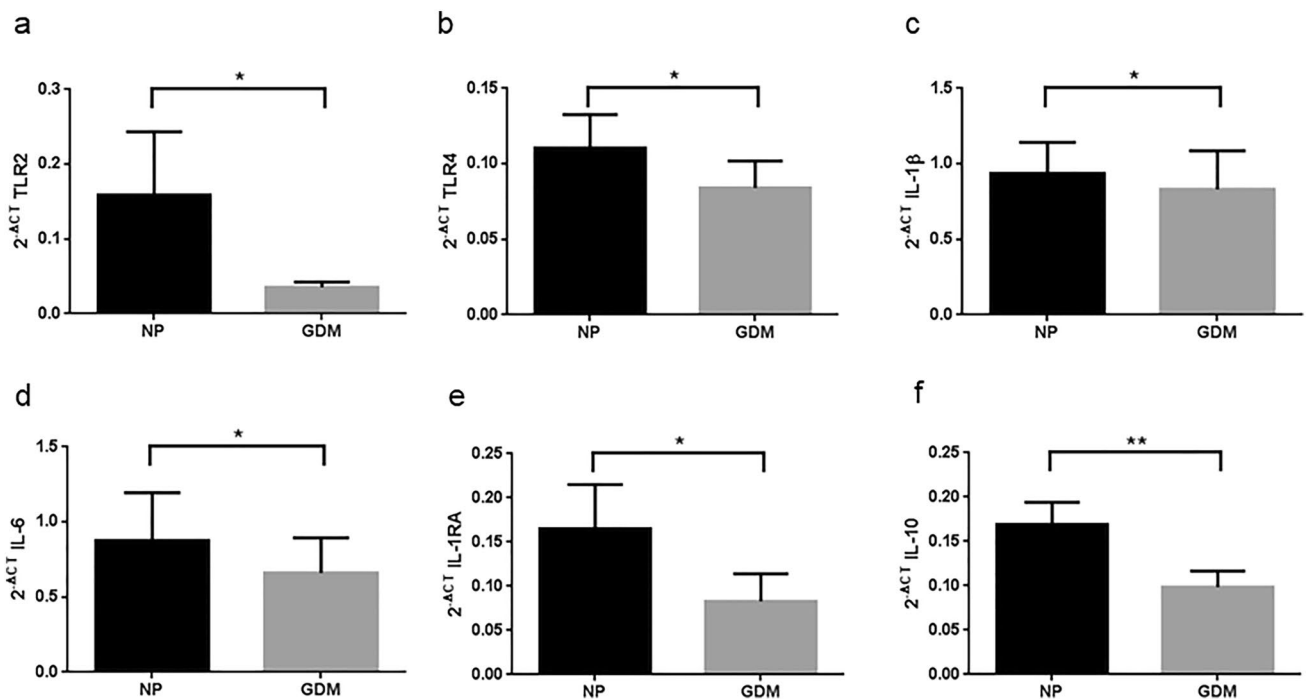 a
*
0.3
0.2
0.1
0.0
2-ΔCT TLR2
NP GDM
b
*
0.15
0.10
0.05
0.00
2-ΔCT TLR4
NP GDM
c
*
1.5
1.0
0.5
0.0
2-ΔCT IL-1β
NP GDM
d
*
1.5
1.0
0.5
0.0
2-ΔCT IL-6
NP GDM
e
*
0.25
0.20
0.15
0.10
0.05
0.00
2-ΔCT IL-1RA
NP GDM
f
**
0.25
0.20
0.15
0.10
0.05
0.00
2-ΔCT IL-10
NP GDM